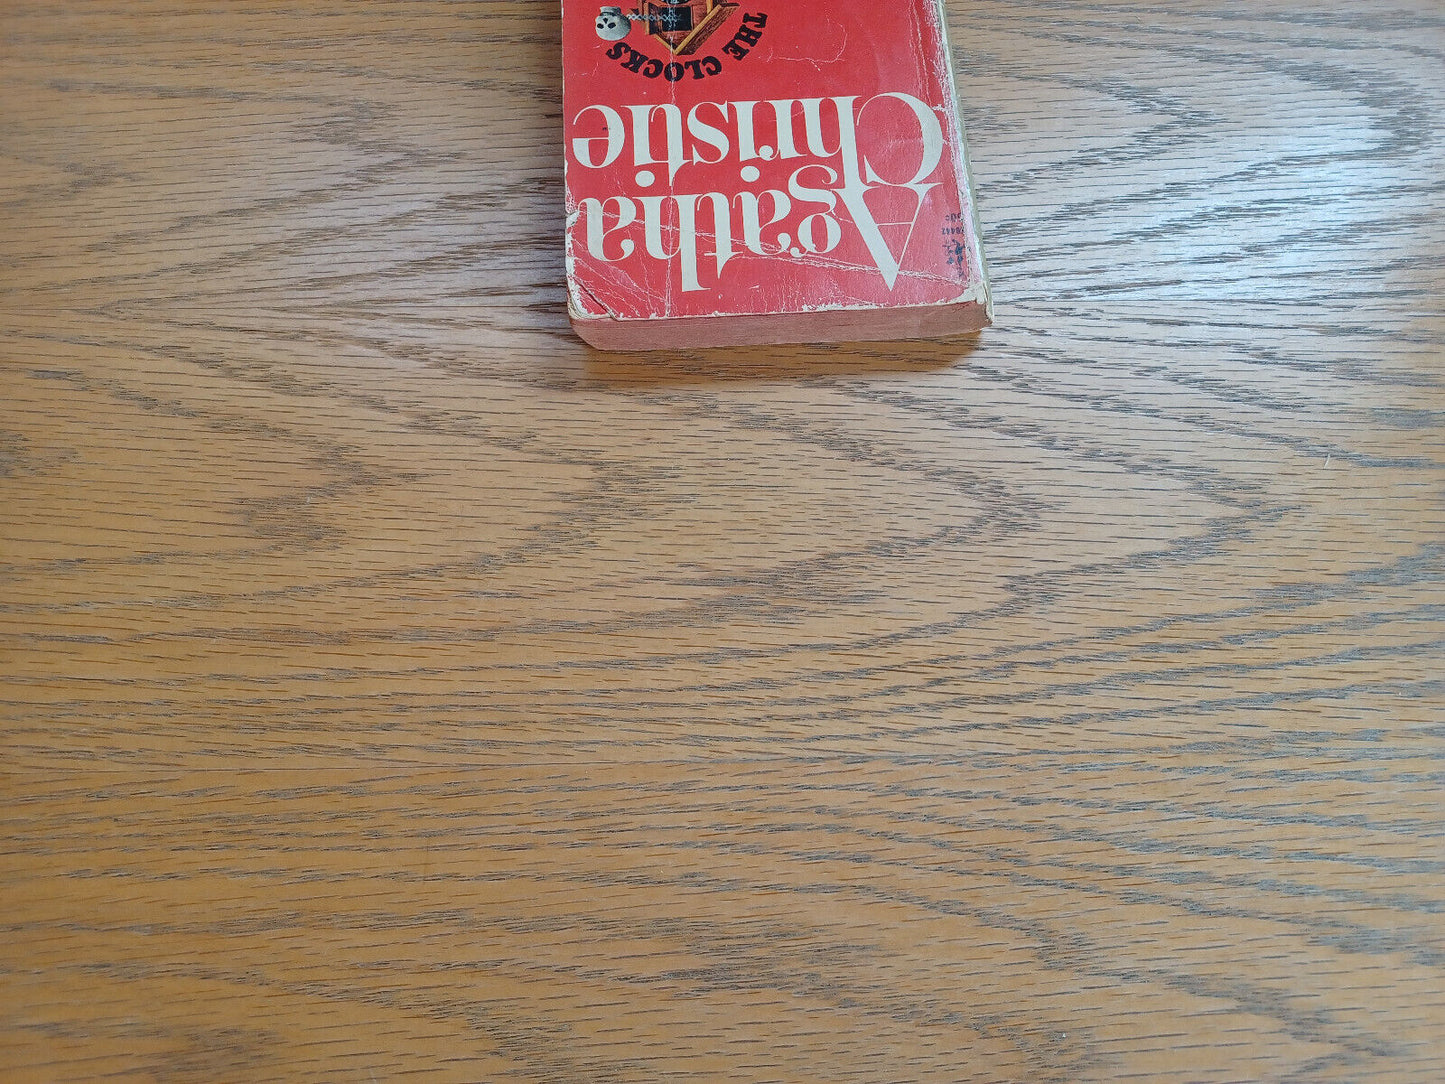 Agatha
Christie
THE CLOCKS